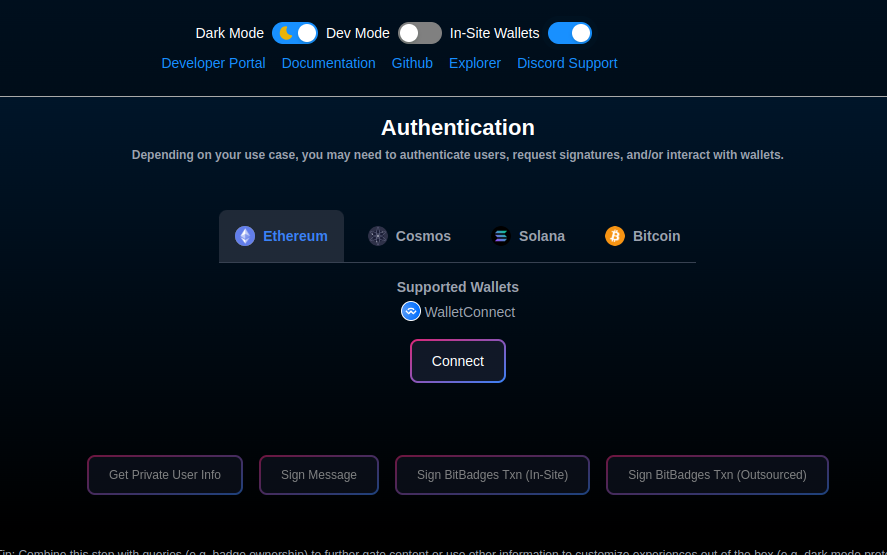 Dark Mode Dev Mode In-Site Wallets
Developer Portal Documentation Github Explorer Discord Support
Authentication
Depending on your use case, you may need to authenticate users, request signatures, and/or interact with wallets.
Ethereum Cosmos Solana Bitcoin
Supported Wallets
WalletConnect
Connect
Get Private User Info Sign Message Sign BitBadges Txn (In-Site) Sign BitBadges Txn (Outsourced)
Tip: Combine this step with queries (e.g. badge ownership) to further gate content or use other information to customize experiences out of the box (e.g. dark mode